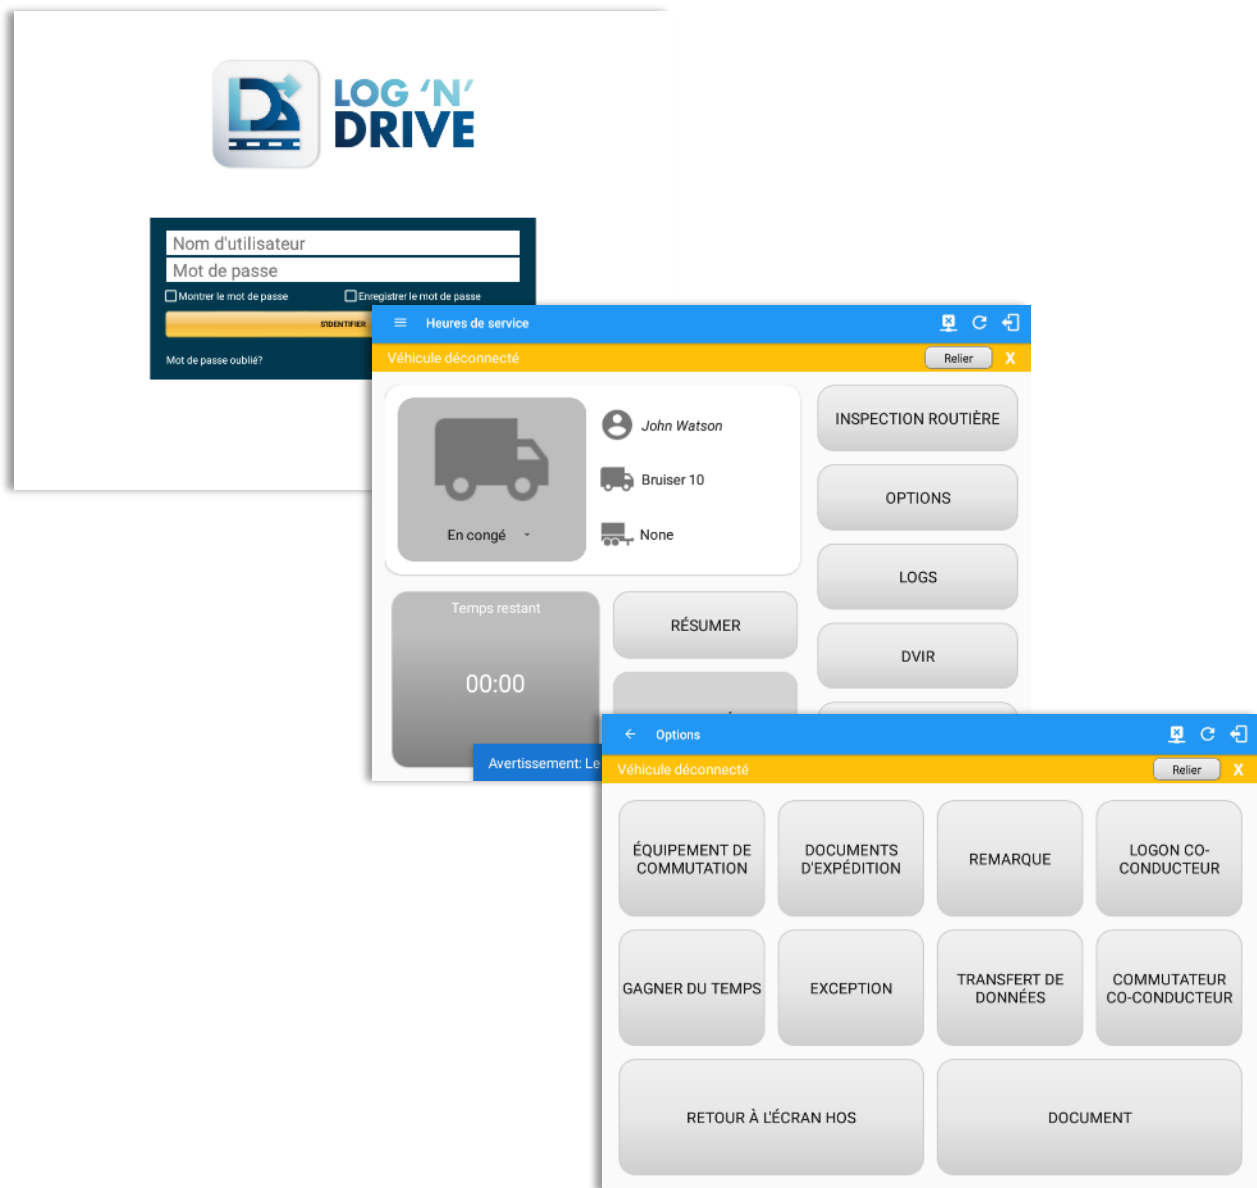 LOG 'N'
DRIVE
Nom d'utilisateur
Mot de passe
Montrer le mot de passe
Enregistrer le mot de passe
S'IDENTIFIER
Mot de passe oublié?
Heures de service
Véhicule déconnecté
Relier
X
John Watson
Bruiser 10
None
En congé
INSPECTION ROUTIÈRE
OPTIONS
LOGS
DVIR
Temps restant
00:00
RÉSUMER
Avertissement: Le
Options
Véhicule déconnecté
Relier
X
ÉQUIPEMENT DE
COMMUTATION
DOCUMENTS
D'EXPÉDITION
REMARQUE
LOGON CO-
CONDUCTEUR
GAGNER DU TEMPS
EXCEPTION
TRANSFERT DE
DONNÉES
COMMUTATEUR
CO-CONDUCTEUR
RETOUR À L'ÉCRAN HOS
DOCUMENT